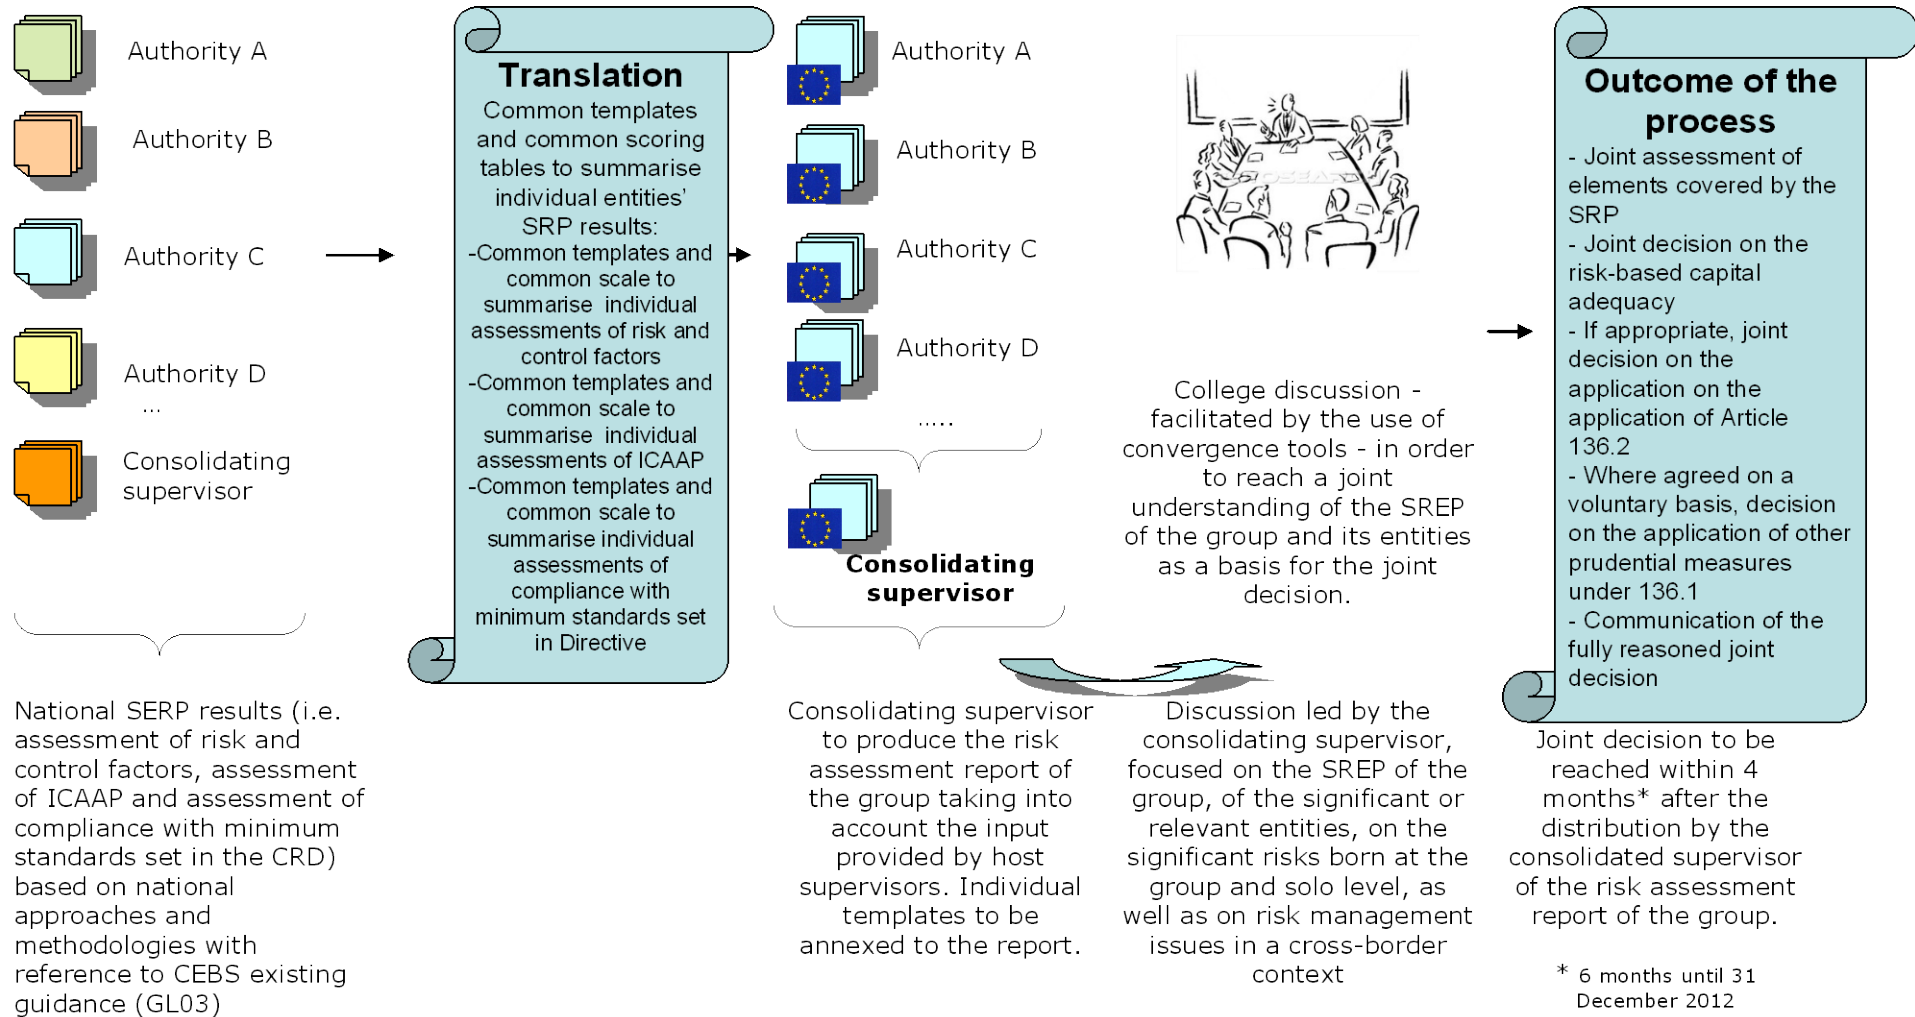 Authority A
Authority B
Authority C
Authority D
...
Consolidating
supervisor
National SERP results (i.e.
assessment of risk and
control factors, assessment
of ICAAP and assessment of
compliance with minimum
standards set in the CRD)
based on national
approaches and
methodologies with
reference to CEBS existing
guidance (GL03)
Translation
Common templates
and common scoring
tables to summarise
individual entities’
SRP results:
-Common templates and
common scale to
summarise individual
assessments of risk and
control factors
-Common templates and
common scale to
summarise individual
assessments of ICAAP
-Common templates and
common scale to
summarise individual
assessments of
compliance with
minimum standards set
in Directive
Authority A
Authority B
Authority C
Authority D
.....
Consolidating
supervisor
Consolidating supervisor
to produce the risk
assessment report of
the group taking into
account the input
provided by host
supervisors. Individual
templates to be
annexed to the report.
College discussion -
facilitated by the use of
convergence tools - in order
to reach a joint
understanding of the SREP
of the group and its entities
as a basis for the joint
decision.
Discussion led by the
consolidating supervisor,
focused on the SREP of the
group, of the significant or
relevant entities, on the
significant risks born at the
group and solo level, as
well as on risk management
issues in a cross-border
context
Outcome of the
process
- Joint assessment of
elements covered by the
SRP
- Joint decision on the
risk-based capital
adequacy
- If appropriate, joint
decision on the
application on the
application of Article
136.2
- Where agreed on a
voluntary basis, decision
on the application of other
prudential measures
under 136.1
- Communication of the
fully reasoned joint
decision
Joint decision to be
reached within 4
months* after the
distribution by the
consolidated supervisor
of the risk assessment
report of the group.
* 6 months until 31
December 2012